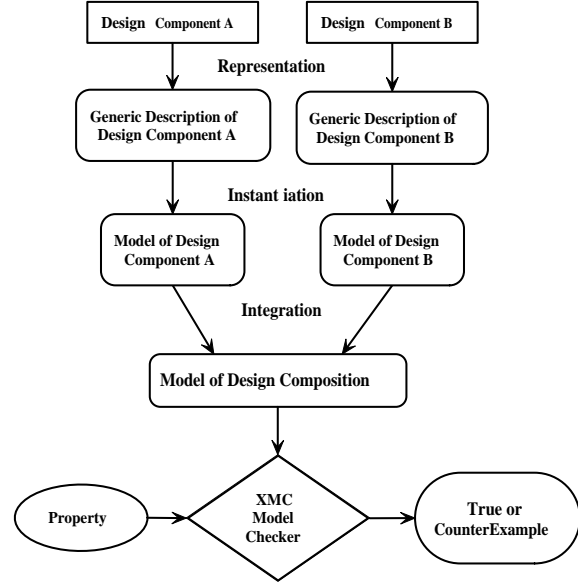 Design Component A
Design Component B
Representation
Generic Description of
Design Component A
Generic Description of
Design Component B
Instant iation
Model of Design
Component A
Model of Design
Component B
Integration
Model of Design Composition
Property
XMC
Model
Checker
True or
CounterExample